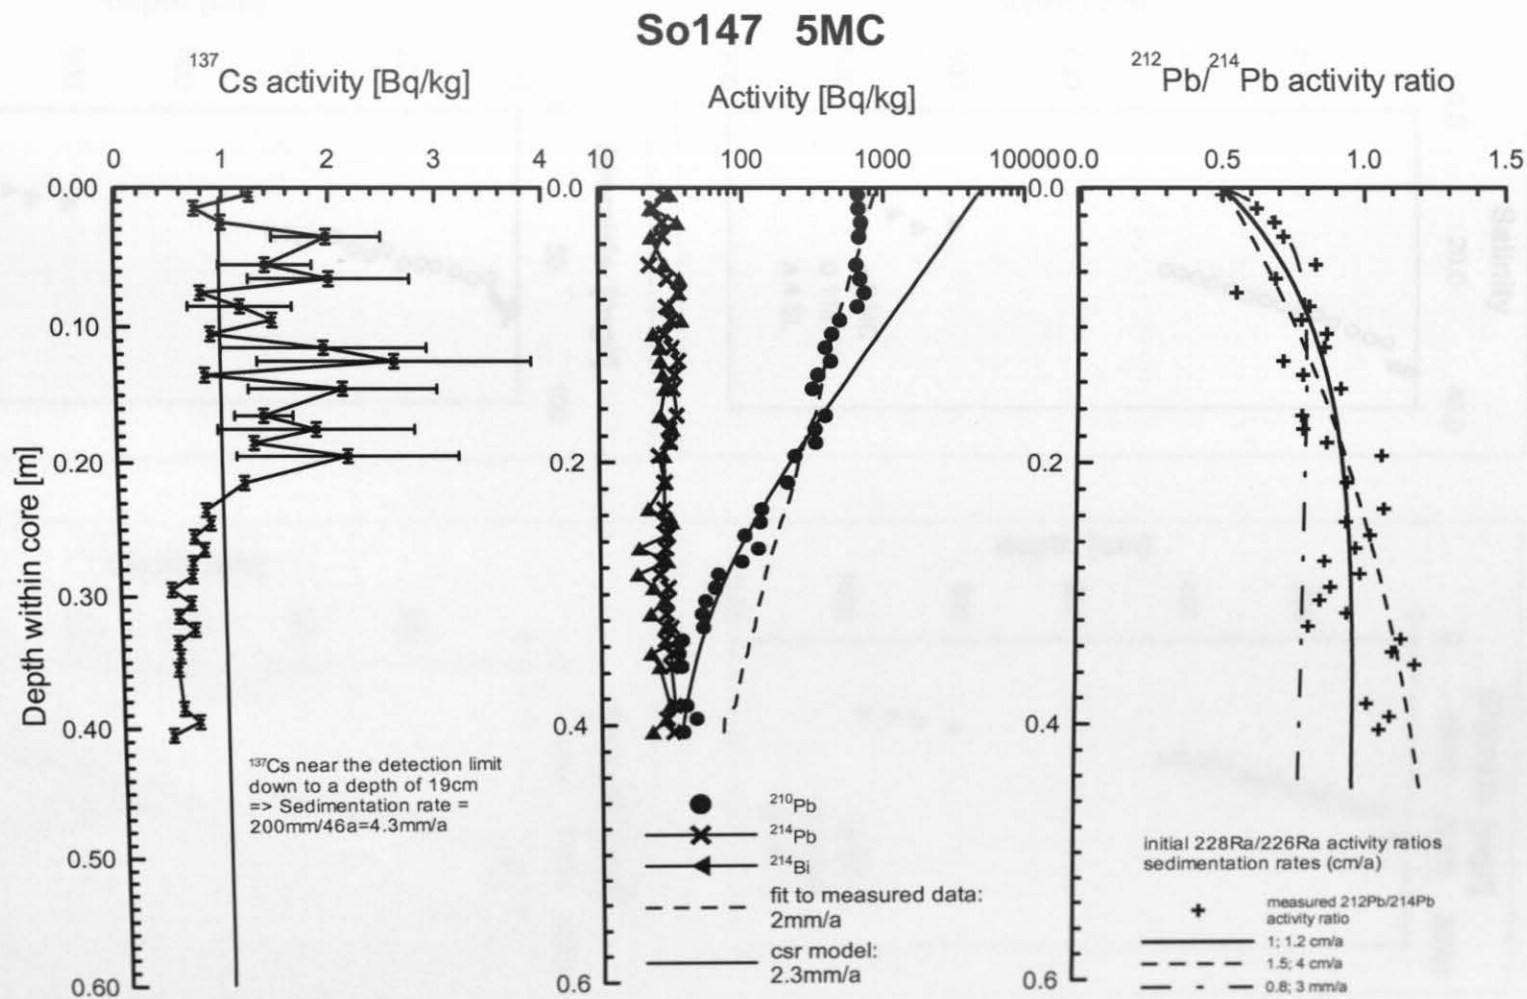 So147 5MC
137Cs activity [Bq/kg]
Activity [Bq/kg]
212Pb/214Pb activity ratio
0 1 2 3 4
10 100 1000 10000
0.0 0.5 1.0 1.5
Depth within core [m]
0.00
0.10
0.20
0.30
0.40
0.50
0.60
0.0
0.2
0.4
0.6
0.0
0.2
0.4
0.6
137Cs near the detection limit
down to a depth of 19cm
=> Sedimentation rate =
200mm/46a=4.3mm/a
210Pb
214Pb
214Bi
fit to measured data:
2mm/a
csr model:
2.3mm/a
initial 228Ra/226Ra activity ratios
sedimentation rates (cm/a)
measured 212Pb/214Pb
activity ratio
1; 1.2 cm/a
1.5; 4 cm/a
0.8; 3 mm/a
Salinity
20.0
40.0